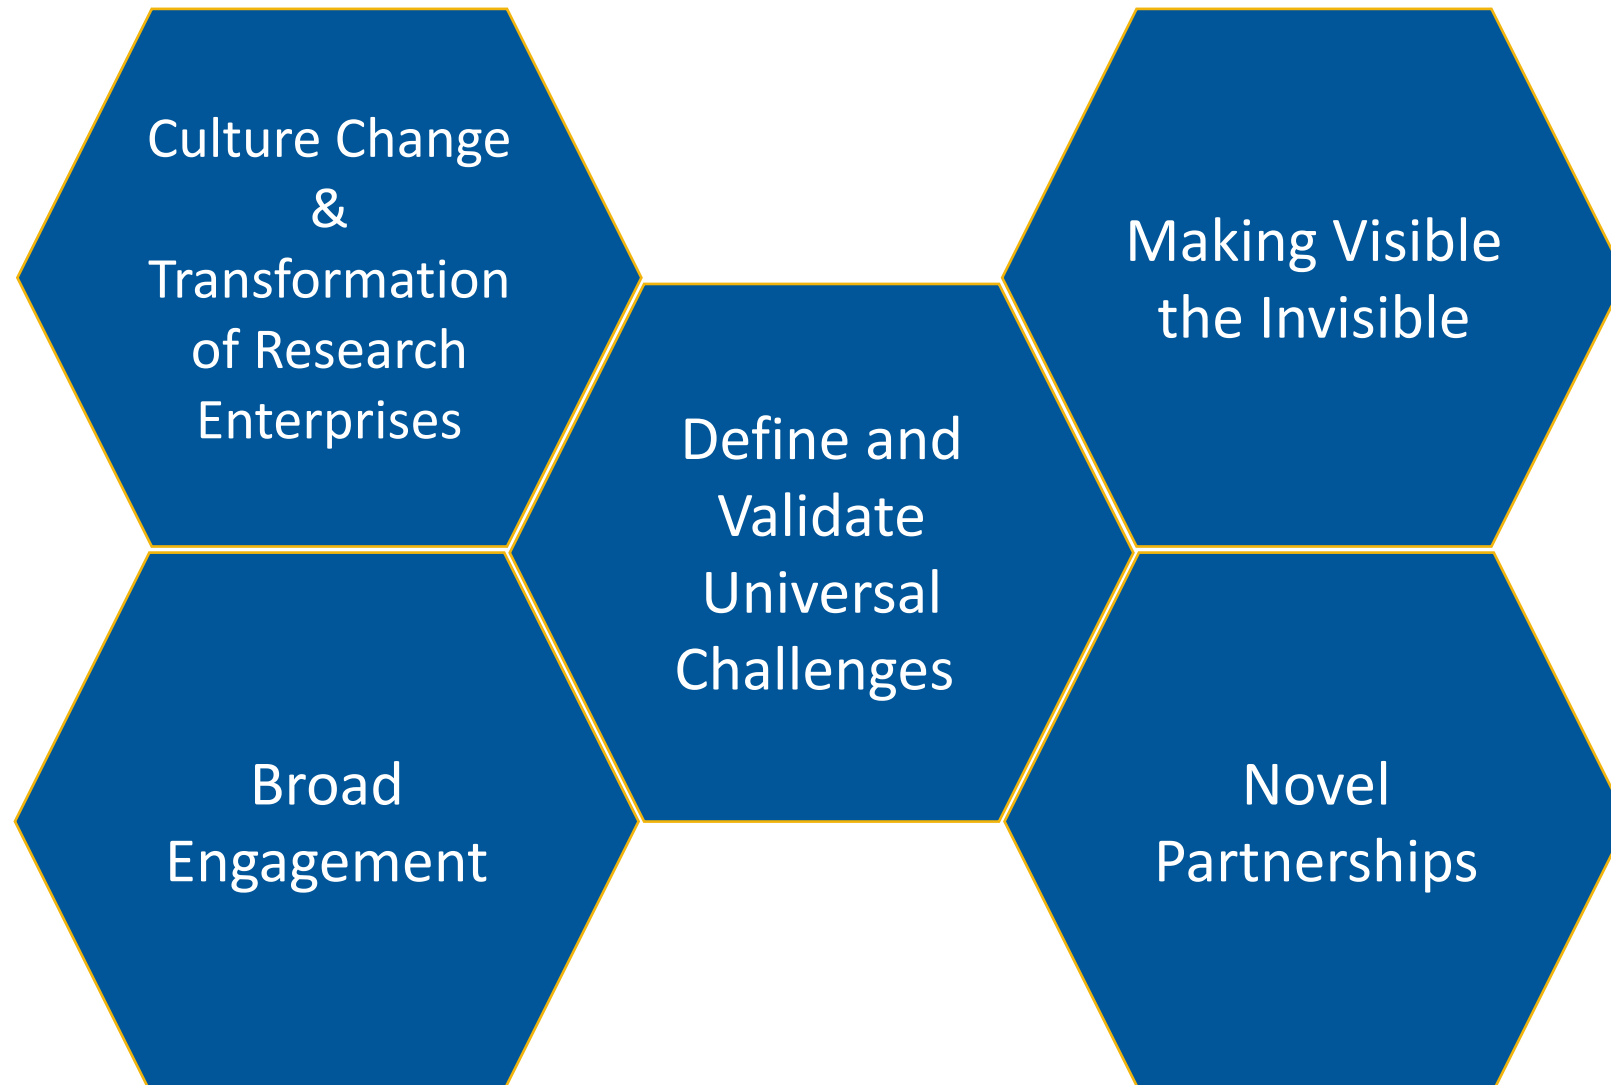 Culture Change
&
Transformation
of Research
Enterprises
Making Visible
the Invisible
Define and
Validate
Universal
Challenges
Broad
Engagement
Novel
Partnerships